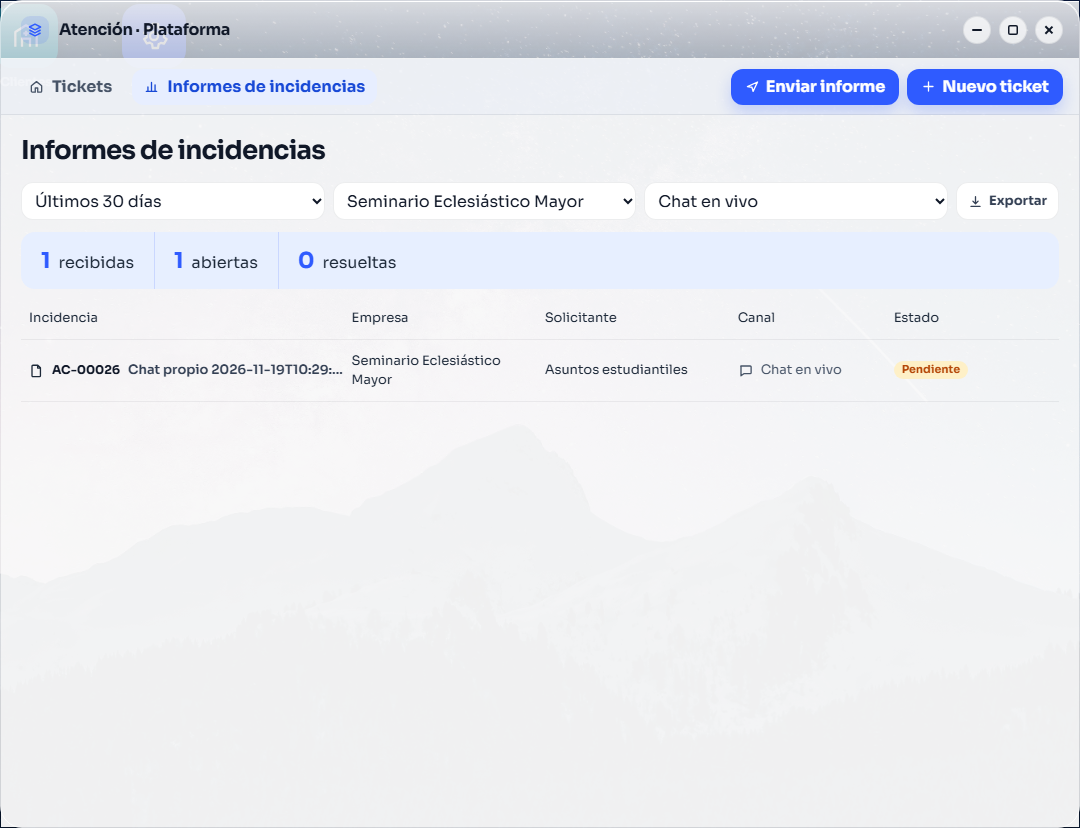 Atención · Plataforma
Tickets
Informes de incidencias
Enviar informe
Nuevo ticket
Informes de incidencias
Últimos 30 días
Seminario Eclesiástico Mayor
Chat en vivo
Exportar
1 recibidas
1 abiertas
0 resueltas
Incidencia Empresa Solicitante Canal Estado
AC-00026 Chat propio 2026-11-19T10:29:...
Seminario Eclesiástico
Mayor
Asuntos estudiantiles
Chat en vivo
Pendiente